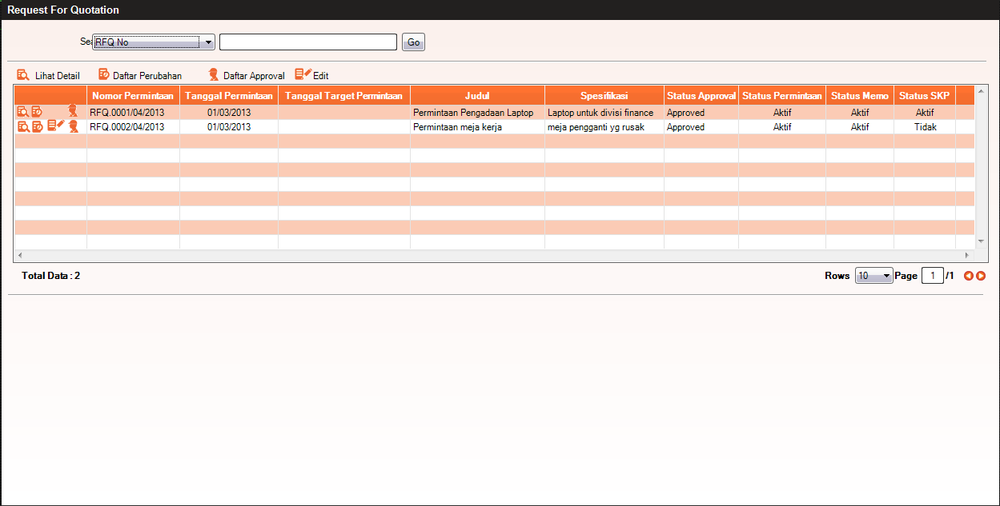 Request For Quotation
Se RFQ No Go
Lihat Detail Daftar Perubahan Daftar Approval Edit
Nomor Permintaan Tanggal Permintaan Tanggal Target Permintaan Judul Spesifikasi Status Approval Status Permintaan Status Memo Status SKP
RFQ.0001/04/2013 01/03/2013 Permintaan Pengadaan Laptop Laptop untuk divisi finance Approved Aktif Aktif Aktif
RFQ.0002/04/2013 01/03/2013 Permintaan meja kerja meja pengganti yg rusak Approved Aktif Aktif Tidak
Total Data : 2 Rows 10 Page 1 /1